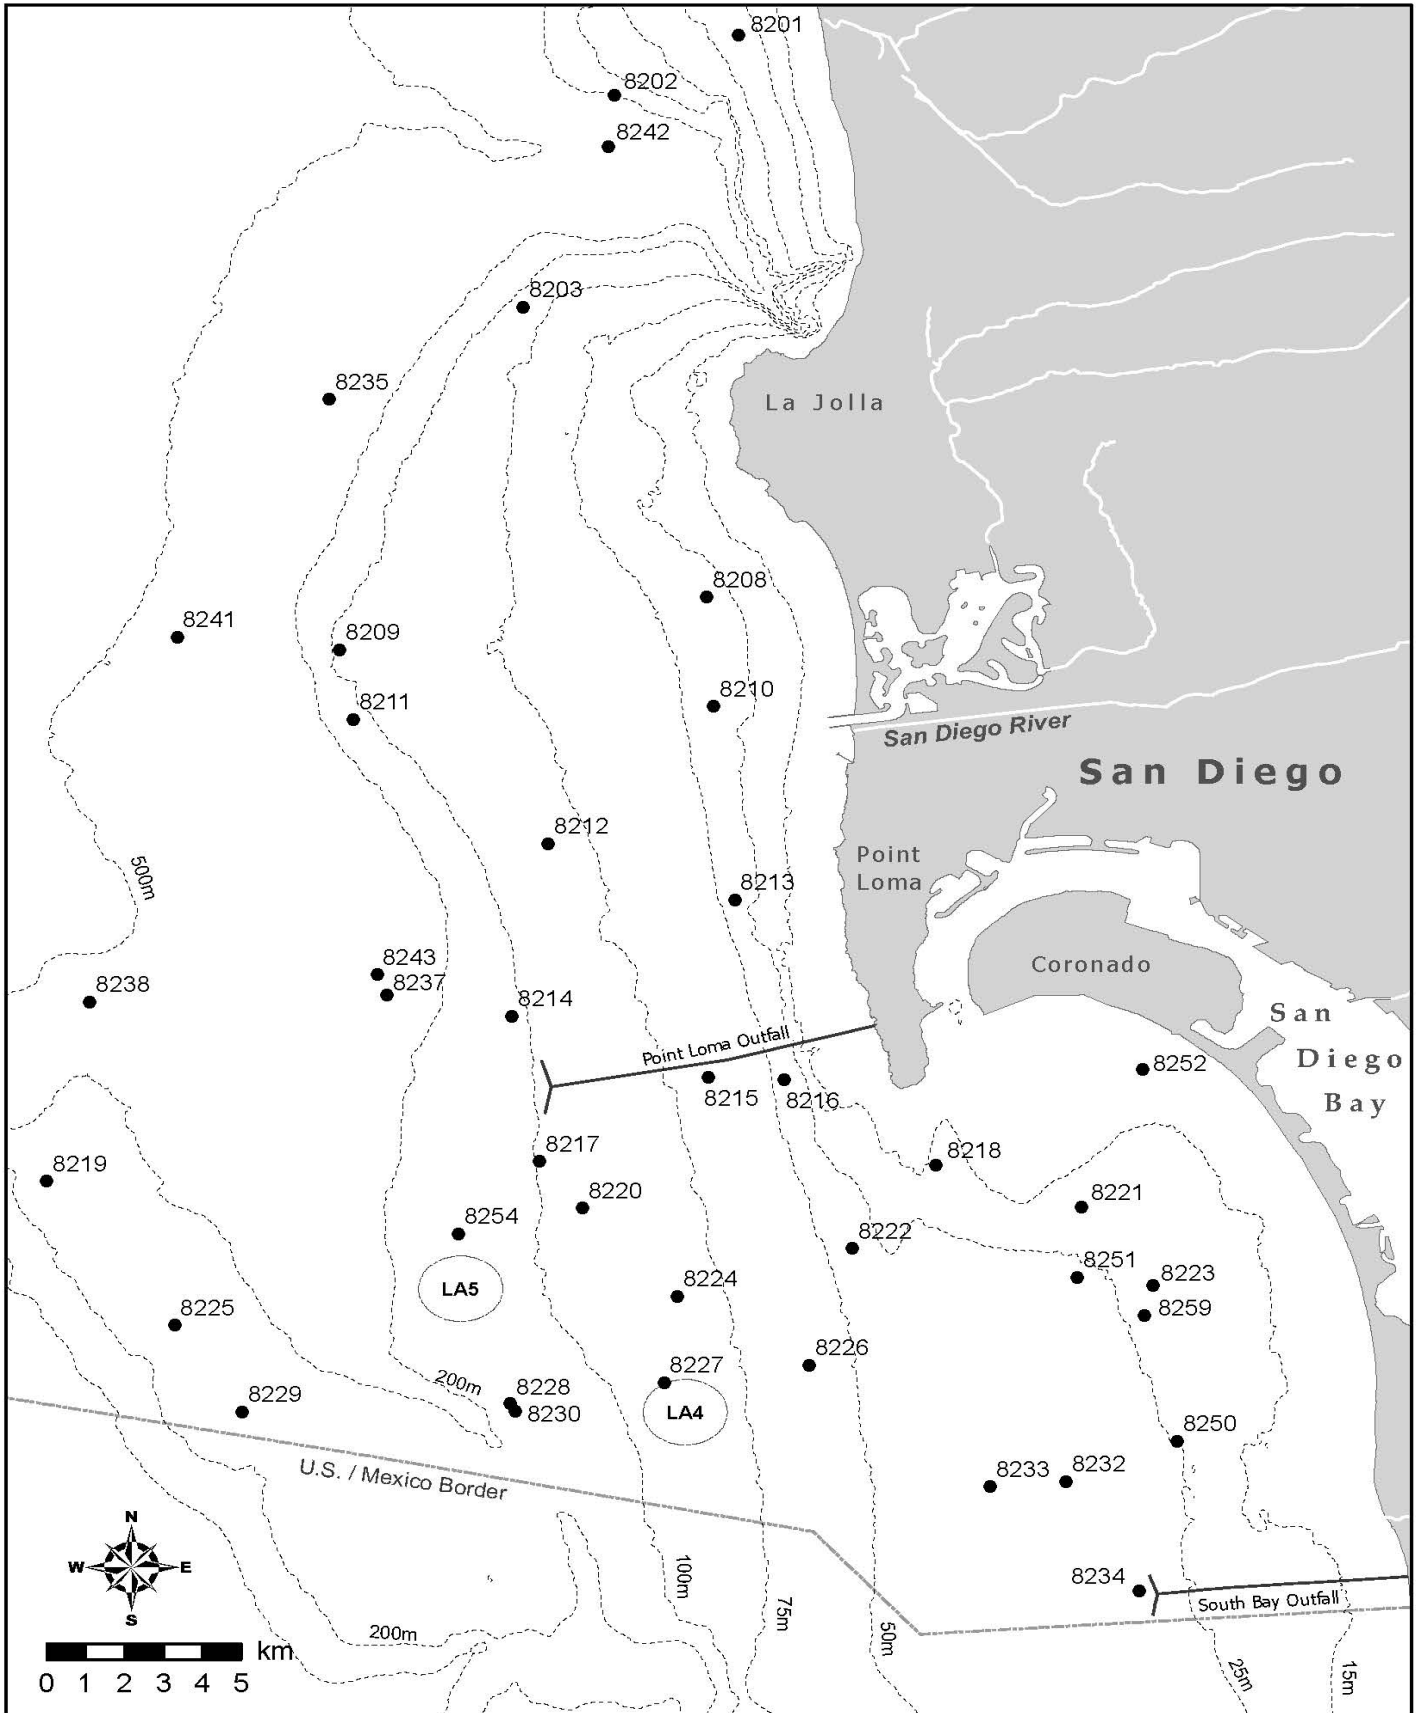 8201
8202
8242
8203
8235
La Jolla
8208
8241
8209
8211
8210
San Diego River
San Diego
8212
Point
Loma
500m
8213
8243
8237
8238
8214
Coronado
San
Diego
Bay
Point Loma Outfall
8252
8215
8216
8217
8218
8219
8220
8221
8254
8222
8251
8223
8259
LA5
8224
8225
8226
8227
200m
8228
8230
8229
LA4
8250
U.S. / Mexico Border
8233
8232
N
W
E
S
100m
75m
50m
8234
South Bay Outfall
200m
25m
15m
km
0 1 2 3 4 5